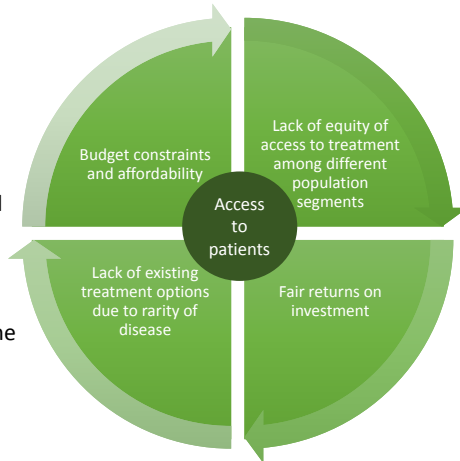 Budget constraints
and affordability
Lack of equity of
access to treatment
among different
population
segments
Access
to
patients
Lack of existing
treatment options
due to rarity of
disease
Fair returns on
investment